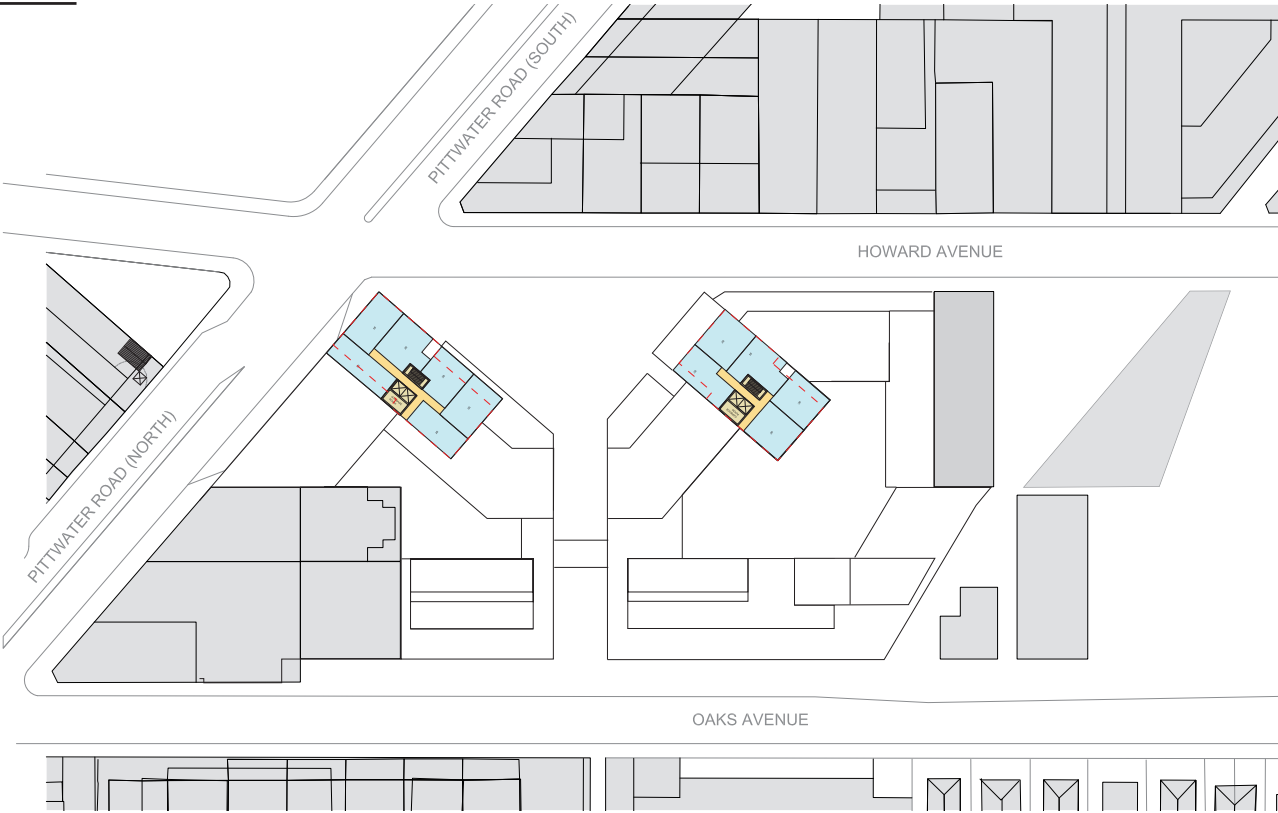 PITTWATER ROAD (SOUTH)
HOWARD AVENUE
PITTWATER ROAD (NORTH)
OAKS AVENUE